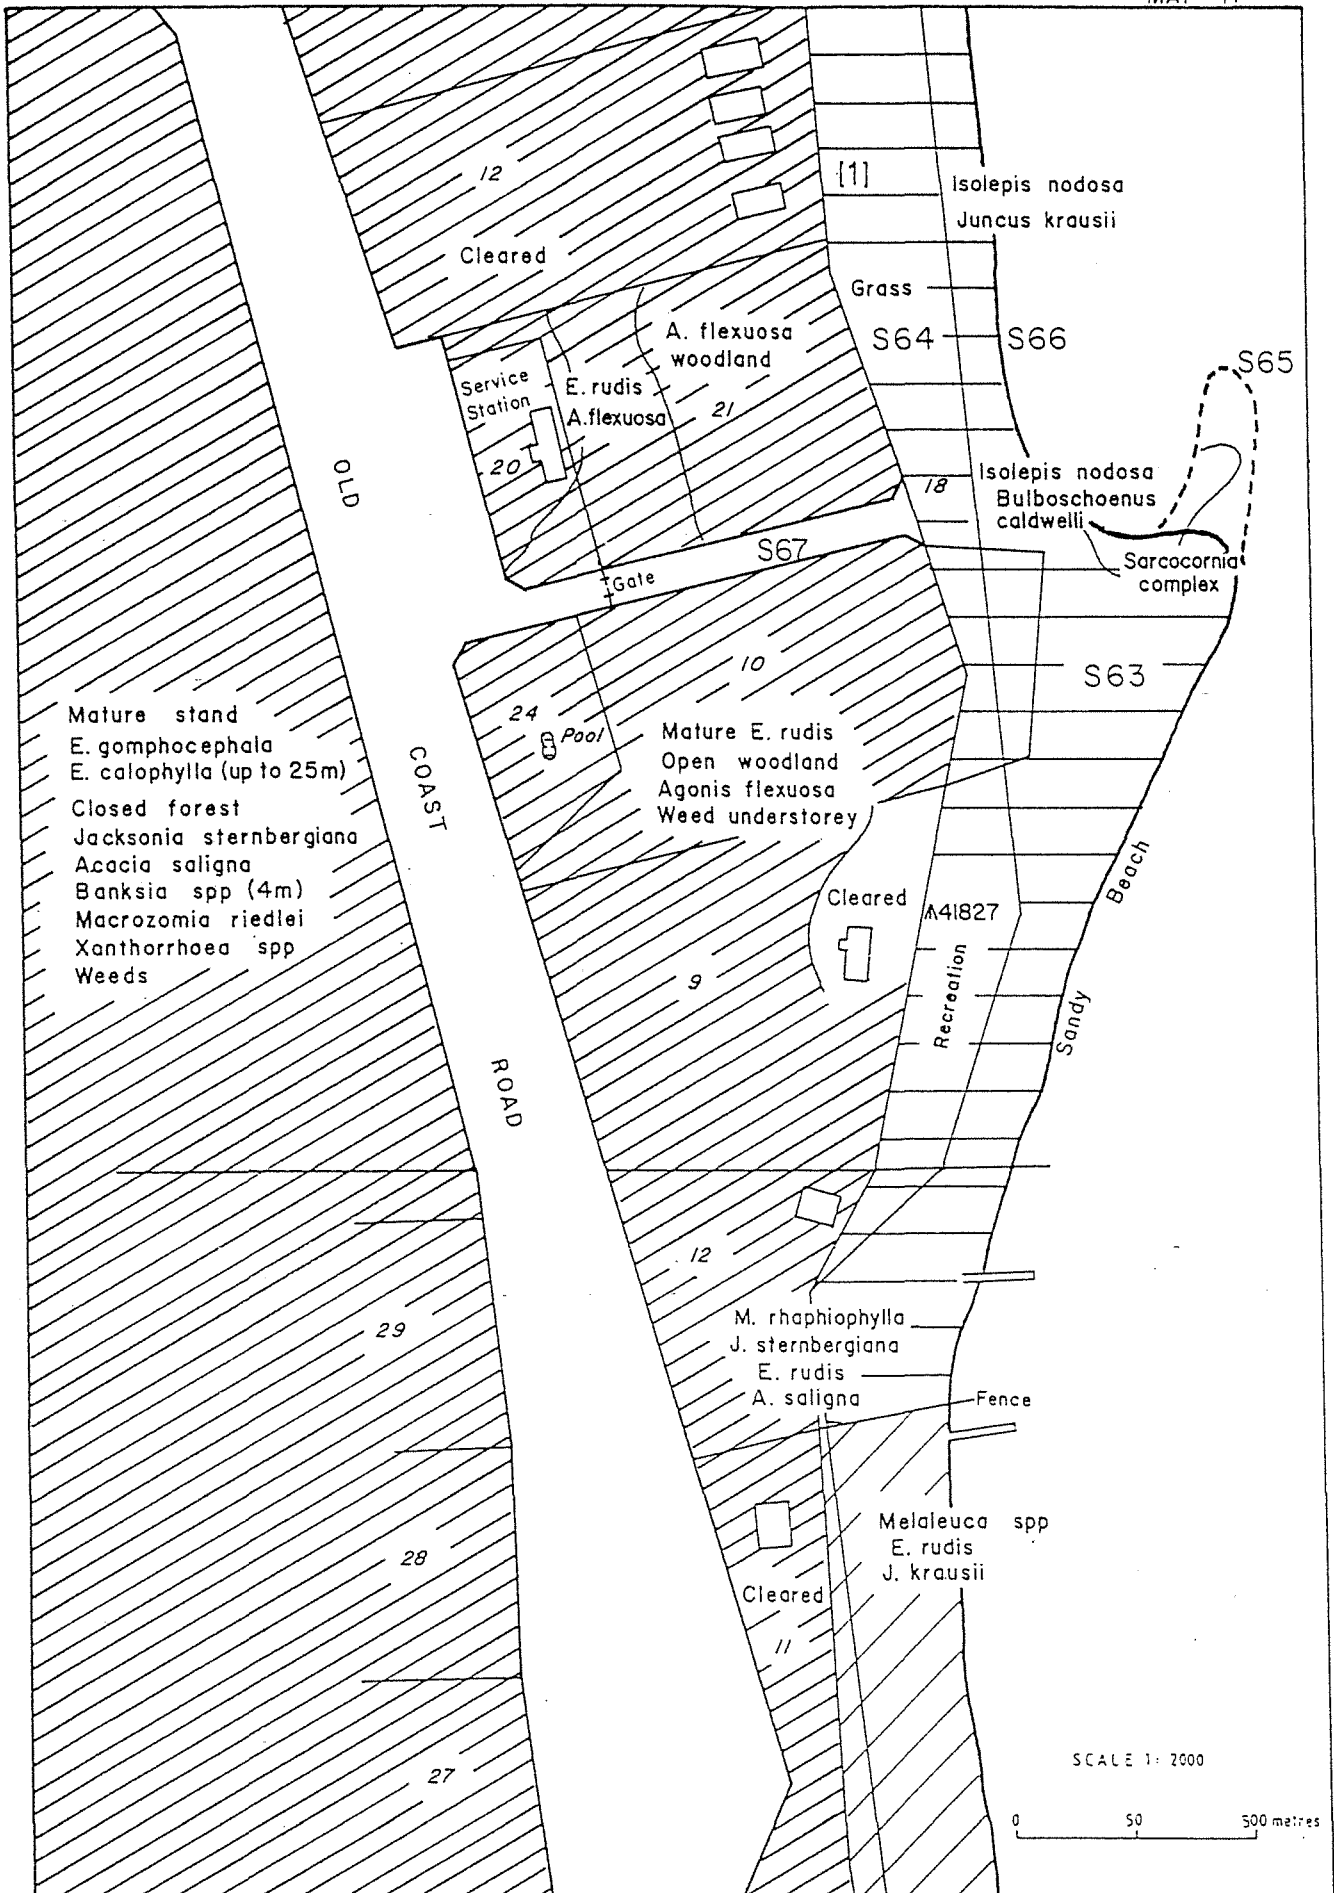 12
[1]
Isolepis nodosa
Juncus krausii
Cleared
Grass
A. flexuosa
woodland
S64
S66
S65
Service
Station
E. rudis
A.flexuosa
21
20
OLD
18
Isolepis nodosa
Bulboschoenus
caldwelli
S67
Sarcocornia
complex
Gate
10
S63
24
Pool
Mature stand
E. gomphocephala
E. calophylla (up to 25m)
Closed forest
Jacksonia sternbergiana
Acacia saligna
Banksia spp (4m)
Macrozomia riedlei
Xanthorrhoea spp
Weeds
COAST
Mature E. rudis
Open woodland
Agonis flexuosa
Weed understorey
Cleared
41827
Recreation
Sandy Beach
9
ROAD
12
29
M. rhaphiophylla
J. sternbergiana
E. rudis
A. saligna
Fence
Melaleuca spp
E. rudis
J. krausii
28
Cleared
11
27
SCALE 1: 2000
0 50 500 metres